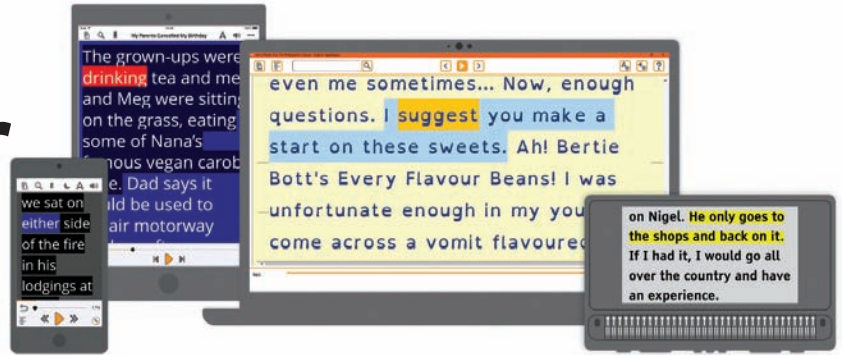 My Parents Cancelled My Birthday
The grown-ups were
drinking tea and me
and Meg were sitting
on the grass, eating
some of Nana's
mous vegan carob
e. Dad says it
uld be used to
air motorway
even me sometimes... Now, enough
questions. I suggest you make a
start on these sweets. Ah! Bertie
Bott's Every Flavour Beans! I was
unfortunate enough in my you
come across a vomit flavoured
we sat on
either side
of the fire
in his
lodgings at
on Nigel. He only goes to
the shops and back on it.
If I had it, I would go all
over the country and have
an experience.